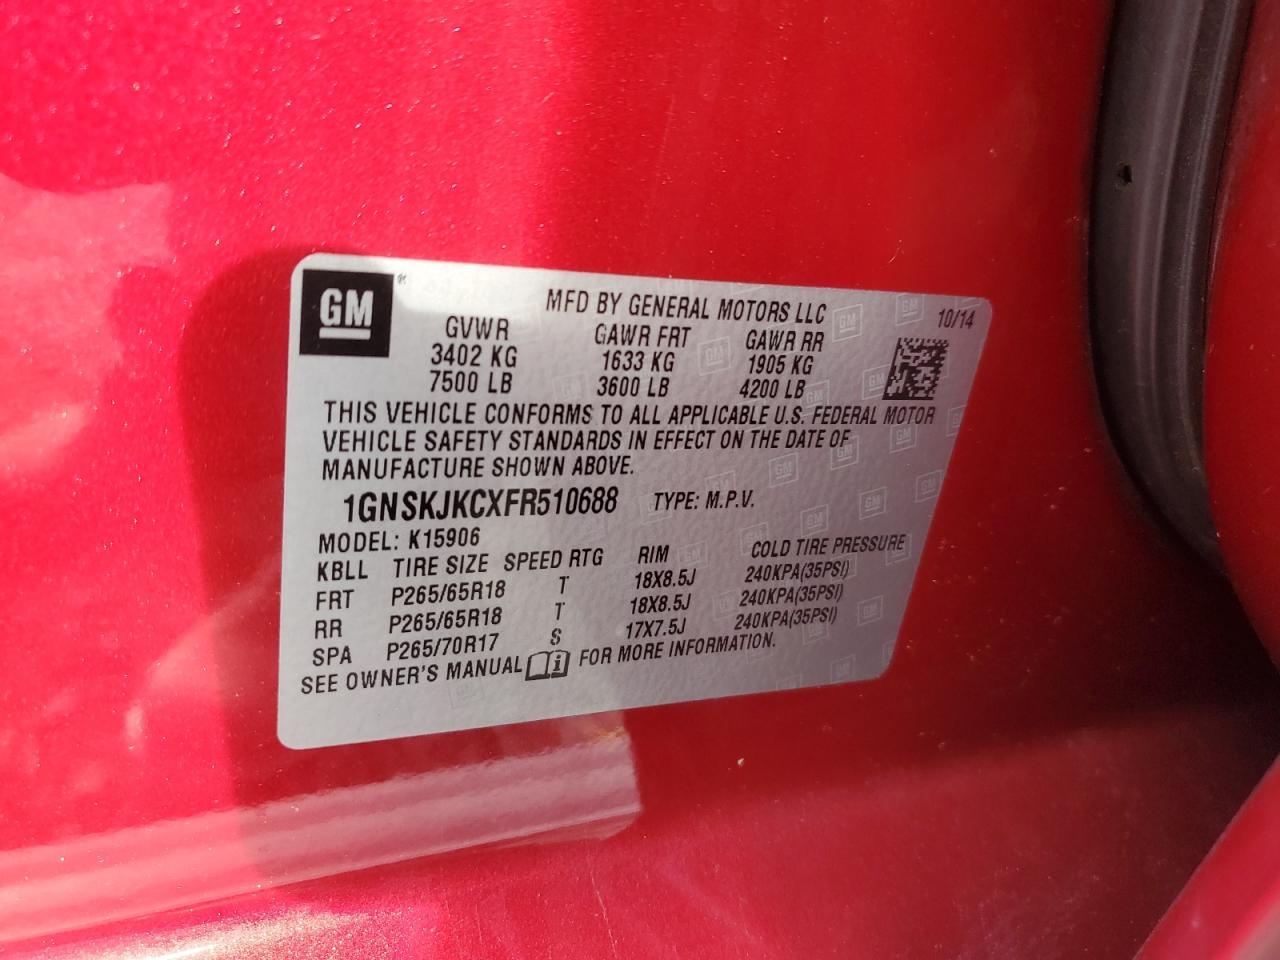 GM®
MFD BY GENERAL MOTORS LLC
10/14
GVWR GAWR FRT GAWR RR
3402 KG 1633 KG 1905 KG
7500 LB 3600 LB 4200 LB
THIS VEHICLE CONFORMS TO ALL APPLICABLE U.S. FEDERAL MOTOR
VEHICLE SAFETY STANDARDS IN EFFECT ON THE DATE OF
MANUFACTURE SHOWN ABOVE.
1GNSKJKCXFR510688 TYPE: M.P.V.
MODEL: K15906
KBLL TIRE SIZE SPEED RTG RIM COLD TIRE PRESSURE
FRT P265/65R18 T 18X8.5J 240KPA(35PSI)
RR P265/65R18 T 18X8.5J 240KPA(35PSI)
SPA P265/70R17 S 17X7.5J 240KPA(35PSI)
SEE OWNER'S MANUAL FOR MORE INFORMATION.